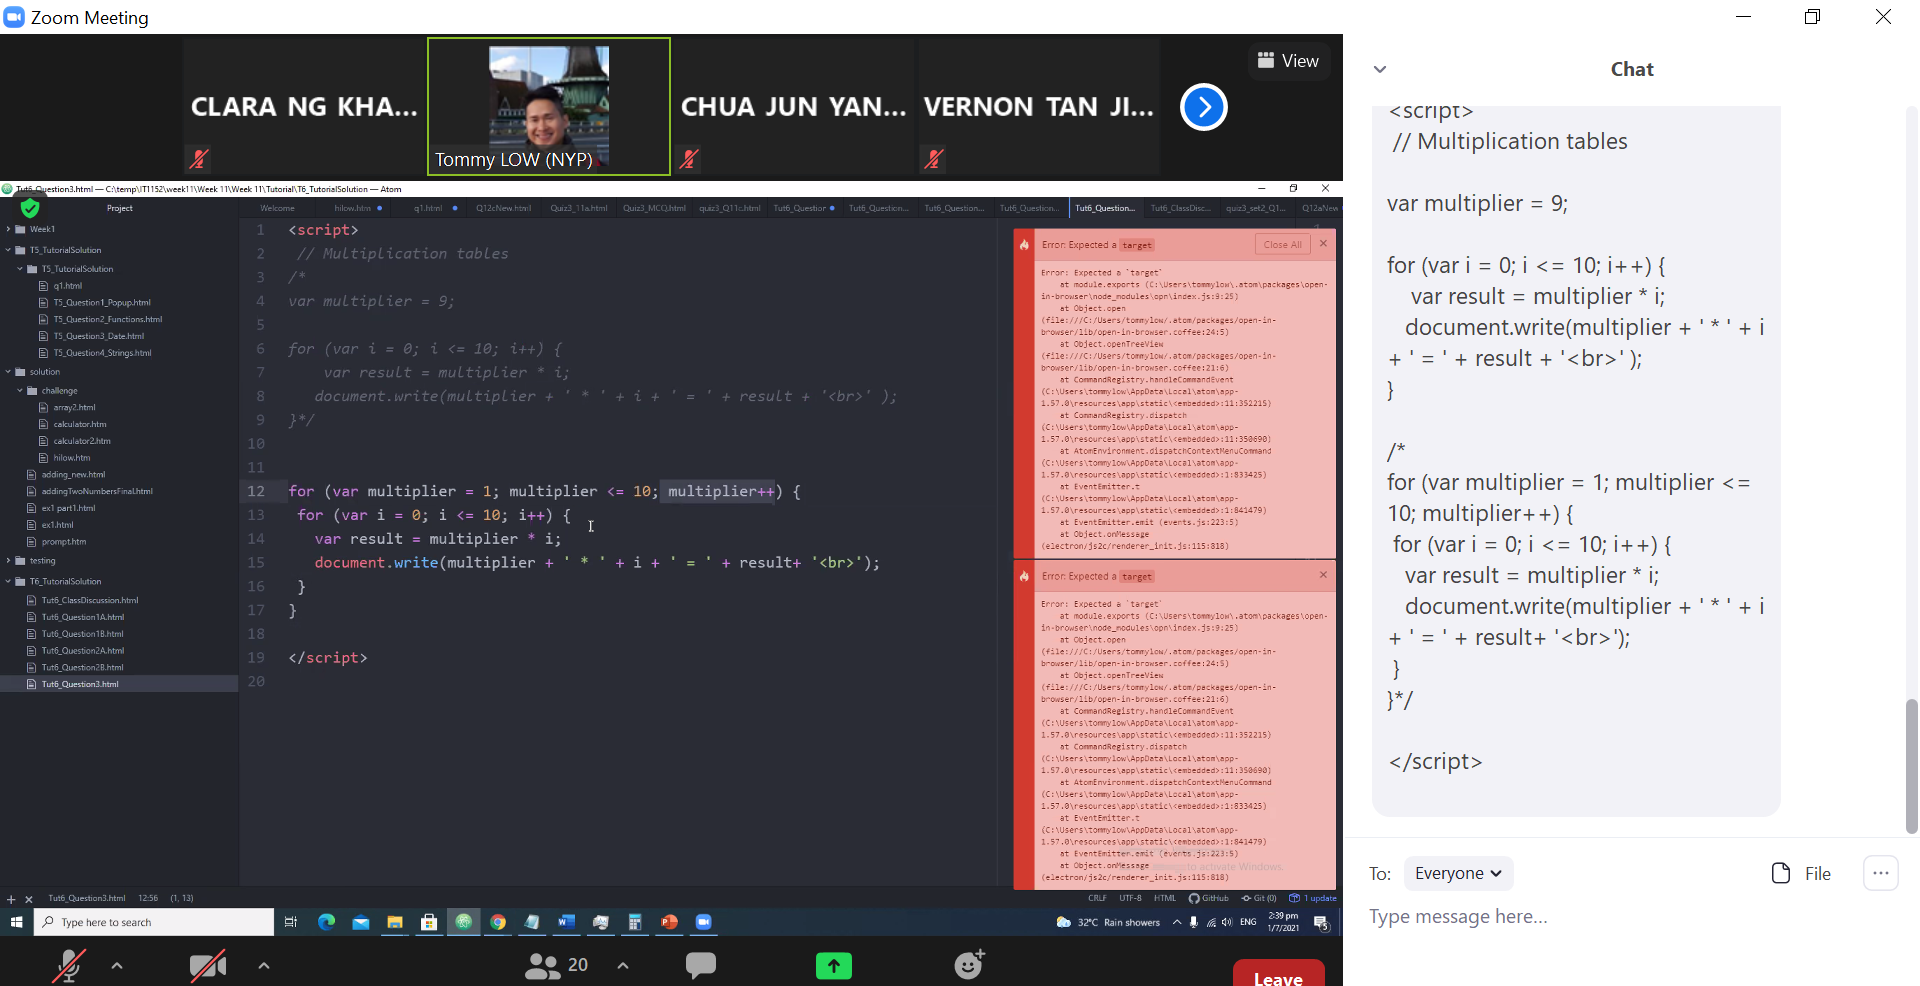 Zoom Meeting
CLARA NG KHA...
Tommy LOW (NYP)
CHUA JUN YAN...
VERNON TAN JI...
View
Tut6_Question3.html — C:\temp\IT1152\week11\Week 11\Week 11\Tutorial\T6_TutorialSolution — Atom
Project
Welcome
hilow.htm
q1.html
Q12cNew.html
Quiz3_11a.html
Quiz3_MCQ.html
quiz3_Q11c.html
Tut6_Question
Tut6_Question...
Tut6_Question...
Tut6_Question...
Tut6_Question...
Tut6_ClassDisc...
quiz3_set2_Q1...
Q12aNew
Week1
T5_TutorialSolution
T5_TutorialSolution
q1.html
T5_Question1_Popup.html
T5_Question2_Functions.html
T5_Question3_Date.html
T5_Question4_Strings.html
solution
challenge
array2.html
calculator.htm
calculator2.htm
hilow.htm
adding_new.html
addingTwoNumbersFinal.html
ex1 part1.html
ex1.html
prompt.htm
testing
T6_TutorialSolution
Tut6_ClassDiscussion.html
Tut6_Question1A.html
Tut6_Question1B.html
Tut6_Question2A.html
Tut6_Question2B.html
Tut6_Question3.html
1 <script>
2 // Multiplication tables
3 /*
4 var multiplier = 9;
5
6 for (var i = 0; i <= 10; i++) {
7 var result = multiplier * i;
8 document.write(multiplier + ' * ' + i + ' = ' + result + '<br>' );
9 }*/
10
11
12 for (var multiplier = 1; multiplier <= 10; multiplier++) {
13 for (var i = 0; i <= 10; i++) {
14 var result = multiplier * i;
15 document.write(multiplier + ' * ' + i + ' = ' + result+ '<br>');
16 }
17 }
18
19 </script>
20
Error: Expected a target
Close All
Error: Expected a `target`
at module.exports (C:\Users\tommylow\.atom\packages\open-
in-browser\node_modules\opn\index.js:9:25)
at Object.open
(file:///C:/Users/tommylow/.atom/packages/open-in-
browser/lib/open-in-browser.coffee:24:5)
at Object.openTreeView
(file:///C:/Users/tommylow/.atom/packages/open-in-
browser/lib/open-in-browser.coffee:21:6)
at CommandRegistry.handleCommandEvent
(C:\Users\tommylow\AppData\Local\atom\app-
1.57.0\resources\app\static\<embedded>:11:352215)
at CommandRegistry.dispatch
(C:\Users\tommylow\AppData\Local\atom\app-
1.57.0\resources\app\static\<embedded>:11:350690)
at AtomEnvironment.dispatchContextMenuCommand
(C:\Users\tommylow\AppData\Local\atom\app-
1.57.0\resources\app\static\<embedded>:1:833425)
at EventEmitter.t
(C:\Users\tommylow\AppData\Local\atom\app-
1.57.0\resources\app\static\<embedded>:1:841479)
at EventEmitter.emit (events.js:223:5)
at Object.onMessage
(electron/js2c/renderer_init.js:115:818)
Error: Expected a target
Error: Expected a `target`
at module.exports (C:\Users\tommylow\.atom\packages\open-
in-browser\node_modules\opn\index.js:9:25)
at Object.open
(file:///C:/Users/tommylow/.atom/packages/open-in-
browser/lib/open-in-browser.coffee:24:5)
at Object.openTreeView
(file:///C:/Users/tommylow/.atom/packages/open-in-
browser/lib/open-in-browser.coffee:21:6)
at CommandRegistry.handleCommandEvent
(C:\Users\tommylow\AppData\Local\atom\app-
1.57.0\resources\app\static\<embedded>:11:352215)
at CommandRegistry.dispatch
(C:\Users\tommylow\AppData\Local\atom\app-
1.57.0\resources\app\static\<embedded>:11:350690)
at AtomEnvironment.dispatchContextMenuCommand
(C:\Users\tommylow\AppData\Local\atom\app-
1.57.0\resources\app\static\<embedded>:1:833425)
at EventEmitter.t
(C:\Users\tommylow\AppData\Local\atom\app-
1.57.0\resources\app\static\<embedded>:1:841479)
at EventEmitter.emit (events.js:223:5)
at Object.onMessage to activate Windows.
(electron/js2c/renderer_init.js:115:818)
Tut6_Question3.html 12:56 (1, 13)
CRLF UTF-8 HTML GitHub Git (0) 1 update
Type here to search
32°C Rain showers
ENG
2:39 pm
1/7/2021
5
20
Leave
Chat
<script>
// Multiplication tables
var multiplier = 9;
for (var i = 0; i <= 10; i++) {
var result = multiplier * i;
document.write(multiplier + ' * ' + i
+ ' = ' + result + '<br>' );
}
/*
for (var multiplier = 1; multiplier <=
10; multiplier++) {
for (var i = 0; i <= 10; i++) {
var result = multiplier * i;
document.write(multiplier + ' * ' + i
+ ' = ' + result+ '<br>');
}
}*/
</script>
To: Everyone
File
Type message here...